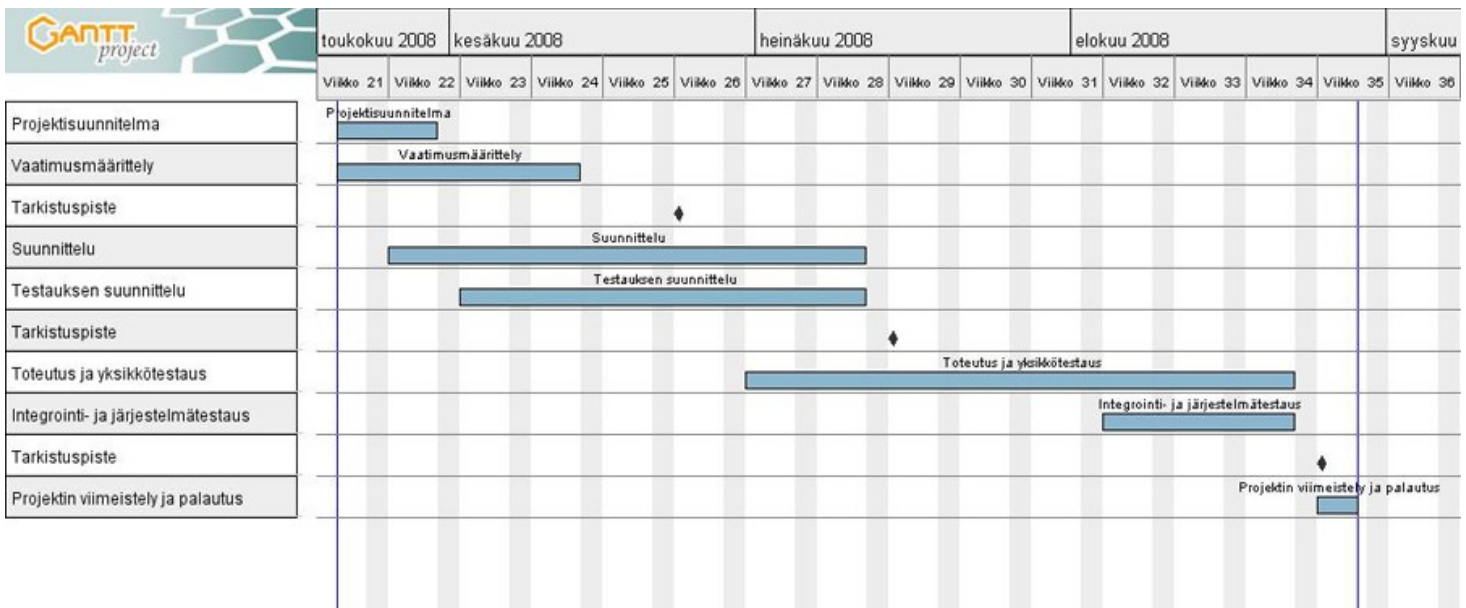 GANTT
project
toukokuu 2008 kesäkuu 2008 heinäkuu 2008 elokuu 2008 syyskuu
Viikko 21 Viikko 22 Viikko 23 Viikko 24 Viikko 25 Viikko 26 Viikko 27 Viikko 28 Viikko 29 Viikko 30 Viikko 31 Viikko 32 Viikko 33 Viikko 34 Viikko 35 Viikko 36
Projektisuunnitelma Projektisuunnitelma
Vaatimusmäärittely Vaatimusmäärittely
Tarkistuspiste
Suunnittelu Suunnittelu
Testauksen suunnittelu Testauksen suunnittelu
Tarkistuspiste
Toteutus ja yksikkötestaus Toteutus ja yksikkötestaus
Integrointi- ja järjestelmätestaus Integrointi- ja järjestelmätestaus
Tarkistuspiste
Projektin viimeistely ja palautus Projektin viimeistely ja palautus